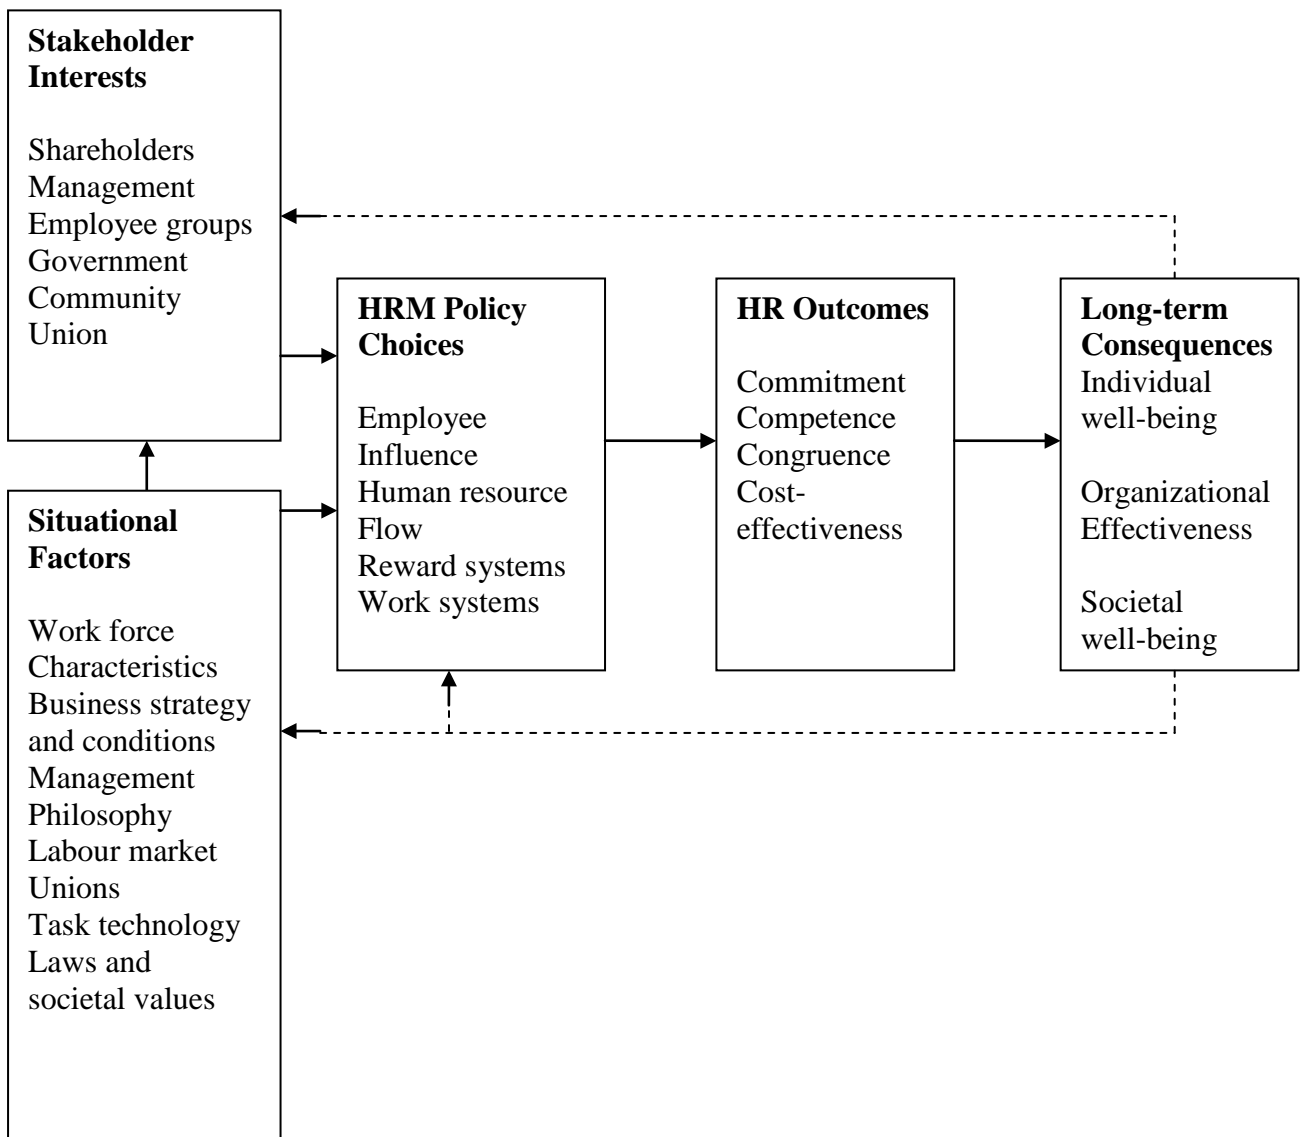 Stakeholder
Interests
Shareholders
Management
Employee groups
Government
Community
Union
Situational
Factors
Work force
Characteristics
Business strategy
and conditions
Management
Philosophy
Labour market
Unions
Task technology
Laws and
societal values
HRM Policy
Choices
Employee
Influence
Human resource
Flow
Reward systems
Work systems
HR Outcomes
Commitment
Competence
Congruence
Cost-
effectiveness
Long-term
Consequences
Individual
well-being
Organizational
Effectiveness
Societal
well-being